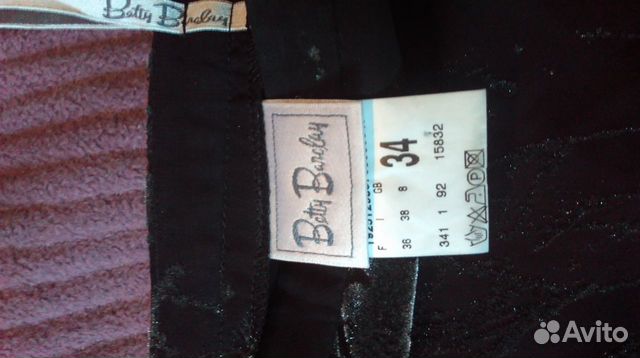 Betty Barclay
Betty Barclay
34
F I GB
36 38 8
341 1 92 15832
P
Avito